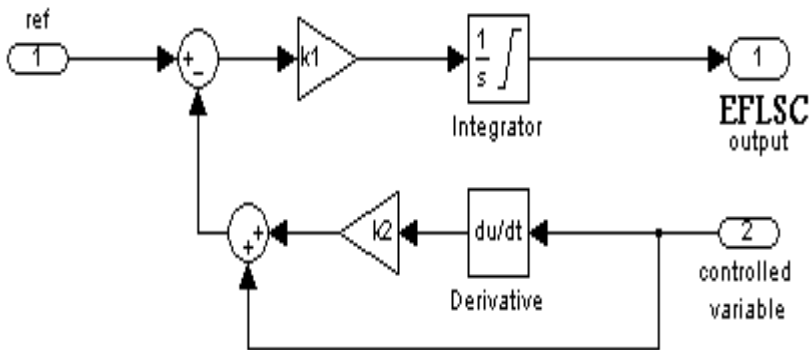 ref
1
+
−
k1
1
s
Integrator
1
EFLSC
output
+
+
k2
du/dt
Derivative
2
controlled
variable